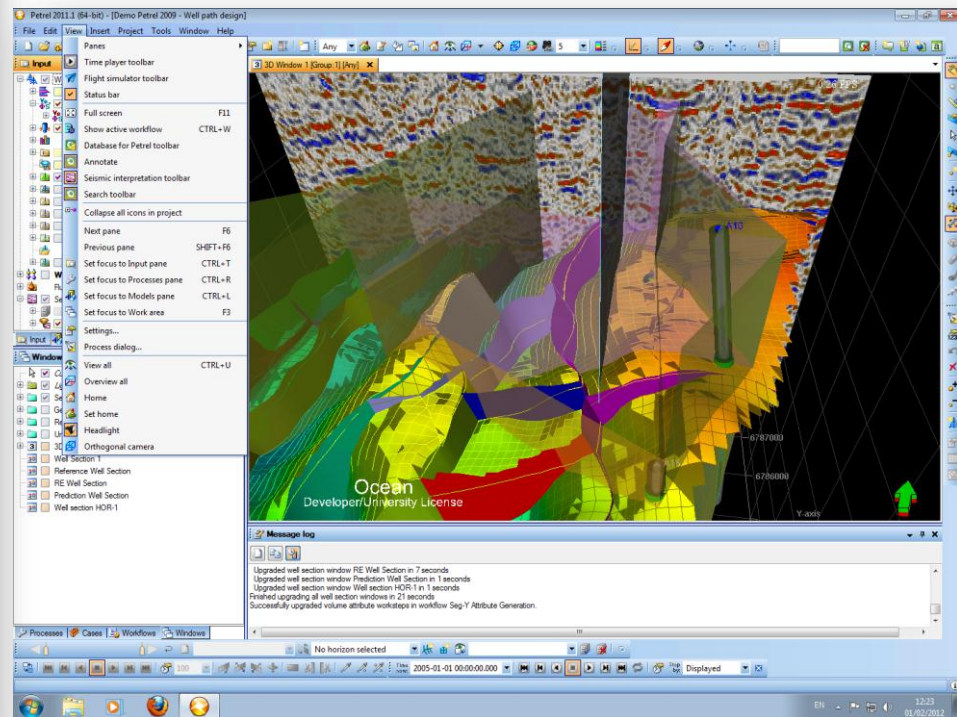 Petrel 2011.1 (64-bit) - [Demo Petrel 2009 - Well path design]
File Edit View Insert Project Tools Window Help
Any
5
Input
3D Window 1 [Group:1] [Any]
Panes
Time player toolbar
Flight simulator toolbar
Status bar
Full screen F11
Show active workflow CTRL+W
Database for Petrel toolbar
Annotate
Seismic interpretation toolbar
Search toolbar
Collapse all icons in project
Next pane F6
Previous pane SHIFT+F6
Set focus to Input pane CTRL+T
Set focus to Processes pane CTRL+R
Set focus to Models pane CTRL+L
Set focus to Work area F3
Settings...
Process dialog...
View all CTRL+U
Overview all
Home
Set home
Headlight
Orthogonal camera
Input
Window
3D
Well Section 1
Reference Well Section
RE Well Section
Prediction Well Section
Well section HOR-1
A10
6787000
6786000
Y-axis
Ocean
Developer/University License
Message log
Upgraded well section window RE Well Section in 7 seconds
Upgraded well section window Prediction Well Section in 1 seconds
Upgraded well section window Well section HOR-1 in 1 seconds
Finished upgrading all well section windows in 21 seconds
Successfully upgraded volume attribute worksteps in workflow Seg-Y Attribute Generation.
Processes Cases Workflows Windows
No horizon selected
100
2005-01-01 00:00:00.000
Displayed
EN
12:23
01/02/2012